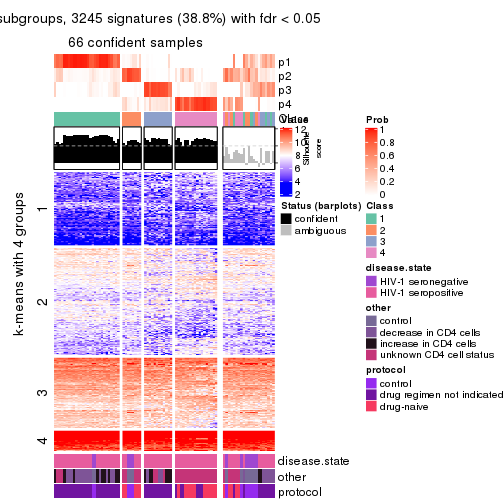 subgroups, 3245 signatures (38.8%) with fdr < 0.05
66 confident samples
p1
p2
p3
p4
Class
Value
12
10
8
6
4
2
Silhouette
score
Prob
1
0.8
0.6
0.4
0.2
0
Status (barplots)
confident
ambiguous
Class
1
2
3
4
disease.state
HIV-1 seronegative
HIV-1 seropositive
other
control
decrease in CD4 cells
increase in CD4 cells
unknown CD4 cell status
protocol
control
drug regimen not indicated
drug-naive
k-means with 4 groups
1
2
3
4
disease.state
other
protocol